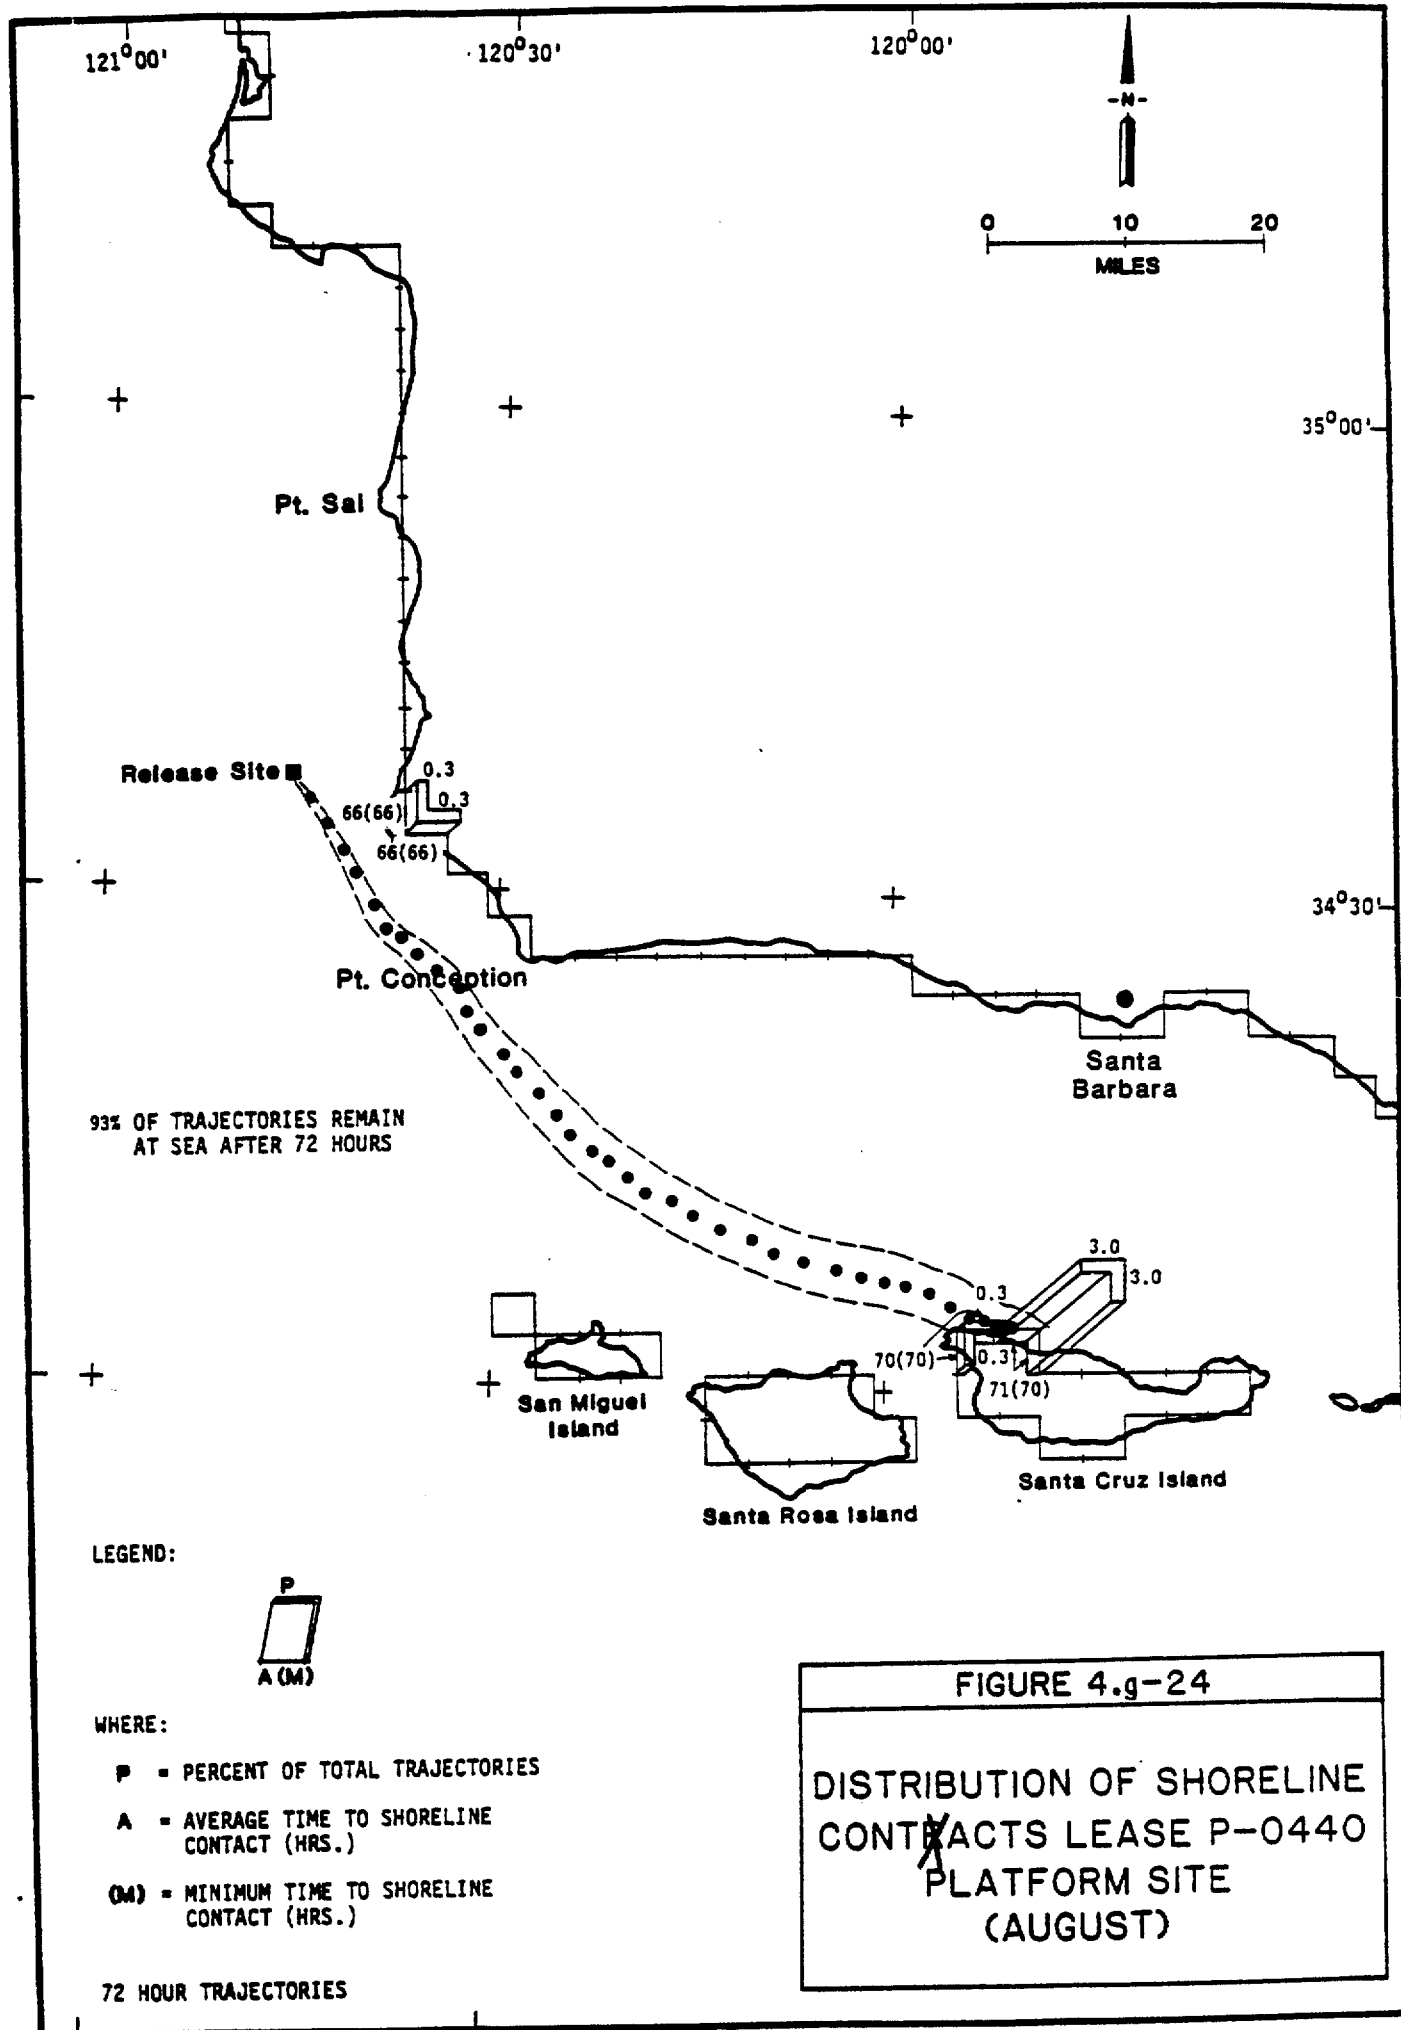 121°00'
120°30'
120°00'
-N-
0 10 20
MILES
35°00'
Pt. Sal
Release Site
0.3
0.3
66(66)
66(66)
34°30'
Pt. Conception
Santa
Barbara
93% OF TRAJECTORIES REMAIN
AT SEA AFTER 72 HOURS
3.0
3.0
0.3
0.3
70(70)
71(70)
San Miguel
Island
Santa Cruz Island
Santa Rosa Island
LEGEND:
P
A (M)
WHERE:
P = PERCENT OF TOTAL TRAJECTORIES
A = AVERAGE TIME TO SHORELINE
CONTACT (HRS.)
(M) = MINIMUM TIME TO SHORELINE
CONTACT (HRS.)
72 HOUR TRAJECTORIES
FIGURE 4.g-24
DISTRIBUTION OF SHORELINE
CONTRACTS LEASE P-0440
PLATFORM SITE
(AUGUST)